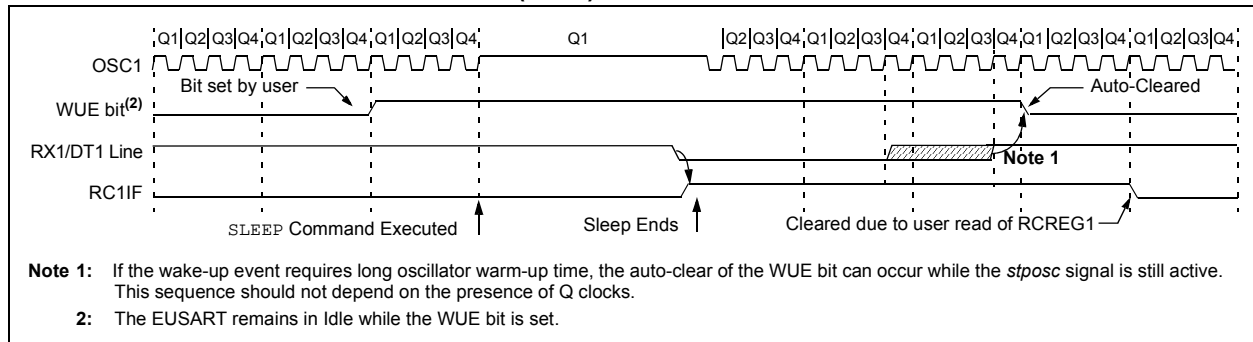 Q1 Q2 Q3 Q4 Q1 Q2 Q3 Q4 Q1 Q2 Q3 Q4 Q1 Q2 Q3 Q4 Q1 Q2 Q3 Q4 Q1 Q2 Q3 Q4 Q1 Q2 Q3 Q4 Q1 Q2 Q3 Q4
OSC1
Bit set by user
Auto-Cleared
WUE bit(2)
RX1/DT1 Line
Note 1
RC1IF
SLEEP Command Executed
Sleep Ends
Cleared due to user read of RCREG1
Note 1: If the wake-up event requires long oscillator warm-up time, the auto-clear of the WUE bit can occur while the stposc signal is still active.
This sequence should not depend on the presence of Q clocks.
2: The EUSART remains in Idle while the WUE bit is set.